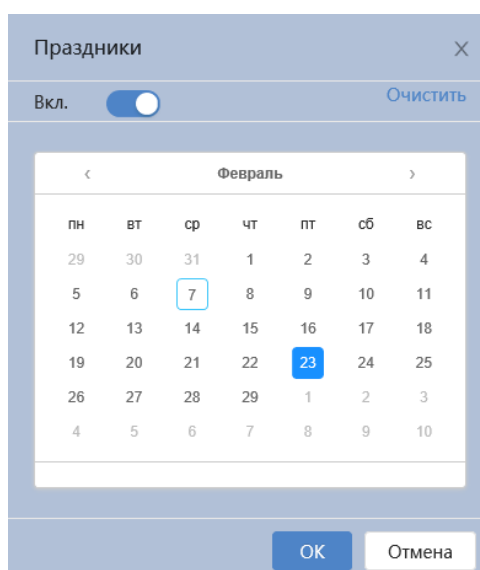 Праздники X
Вкл. Очистить
< Февраль >
пн вт ср чт пт сб вс
29 30 31 1 2 3 4
5 6 7 8 9 10 11
12 13 14 15 16 17 18
19 20 21 22 23 24 25
26 27 28 29 1 2 3
4 5 6 7 8 9 10
OK Отмена